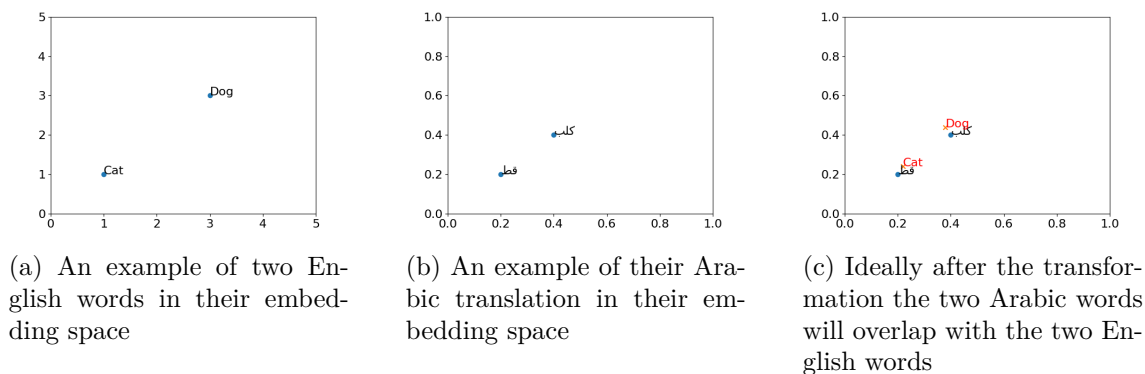 5
4
3
2
1
0
Dog
Cat
0 1 2 3 4 5
1.0
0.8
0.6
0.4
0.2
0.0
كلب
قط
0.0 0.2 0.4 0.6 0.8 1.0
1.0
0.8
0.6
0.4
0.2
0.0
Dog
كلب
Cat
قط
0.0 0.2 0.4 0.6 0.8 1.0
(a) An example of two En-
glish words in their embed-
ding space
(b) An example of their Ara-
bic translation in their em-
bedding space
(c) Ideally after the transfor-
mation the two Arabic words
will overlap with the two En-
glish words